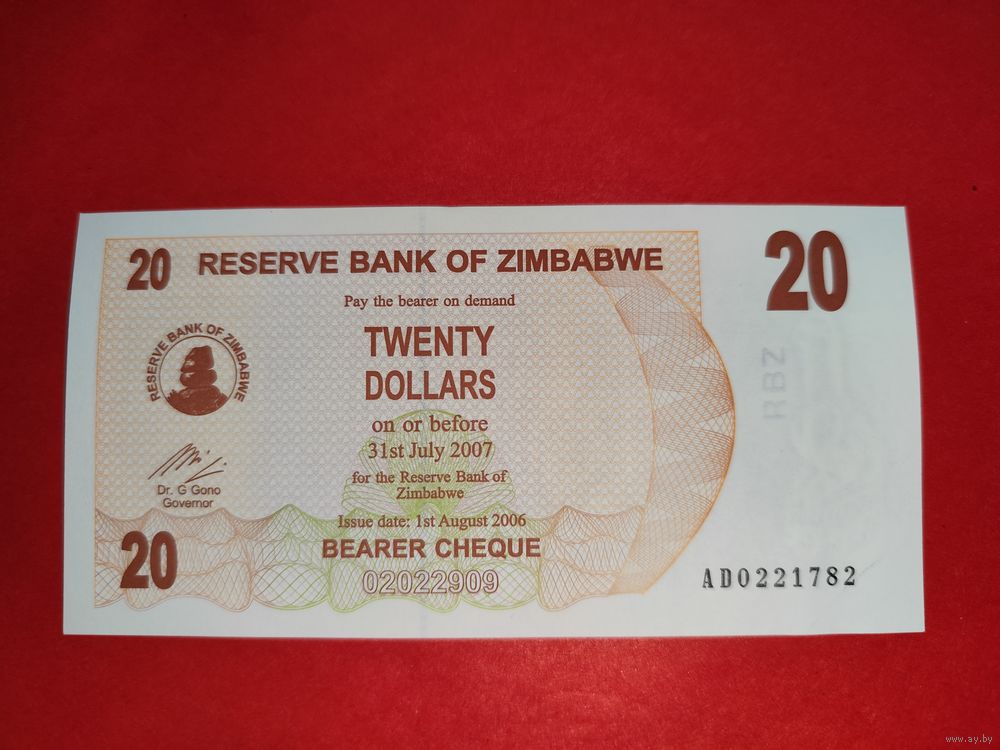 20
RESERVE BANK OF ZIMBABWE
20
Pay the bearer on demand
TWENTY
DOLLARS
RESERVE BANK OF ZIMBABWE
RBZ
on or before
31st July 2007
for the Reserve Bank of
Zimbabwe
Dr. G Gono
Governor
Issue date: 1st August 2006
20
BEARER CHEQUE
02022909
AD0221782
www.ay.by